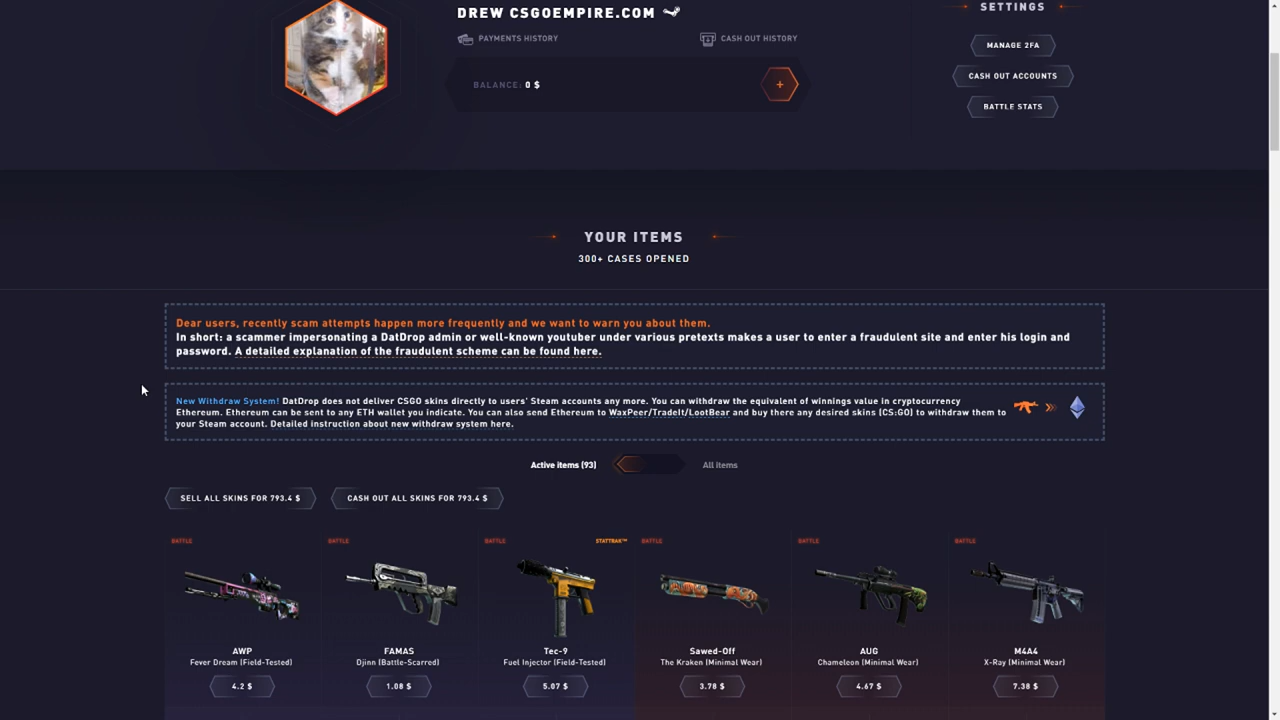 DREW CSGOEMPIRE.COM
SETTINGS
PAYMENTS HISTORY
CASH OUT HISTORY
MANAGE 2FA
BALANCE: 0 $
+
CASH OUT ACCOUNTS
BATTLE STATS
YOUR ITEMS
300+ CASES OPENED
Dear users, recently scam attempts happen more frequently and we want to warn you about them.
In short: a scammer impersonating a DatDrop admin or well-known youtuber under various pretexts makes a user to enter a fraudulent site and enter his login and
password. A detailed explanation of the fraudulent scheme can be found here.
New Withdraw System! DatDrop does not deliver CSGO skins directly to users' Steam accounts any more. You can withdraw the equivalent of winnings value in cryptocurrency
Ethereum. Ethereum can be sent to any ETH wallet you indicate. You can also send Ethereum to WaxPeer/TradeIt/LootBear and buy there any desired skins (CS:GO) to withdraw them to
your Steam account. Detailed instruction about new withdraw system here.
Active items (93)
All items
SELL ALL SKINS FOR 793.4 $
CASH OUT ALL SKINS FOR 793.4 $
BATTLE
BATTLE
BATTLE
STATTRAK™
BATTLE
BATTLE
BATTLE
AWP
FAMAS
Tec-9
Sawed-Off
AUG
M4A4
Fever Dream (Field-Tested)
Djinn (Battle-Scarred)
Fuel Injector (Field-Tested)
The Kraken (Minimal Wear)
Chameleon (Minimal Wear)
X-Ray (Minimal Wear)
4.2 $
1.08 $
5.07 $
3.78 $
4.67 $
7.38 $